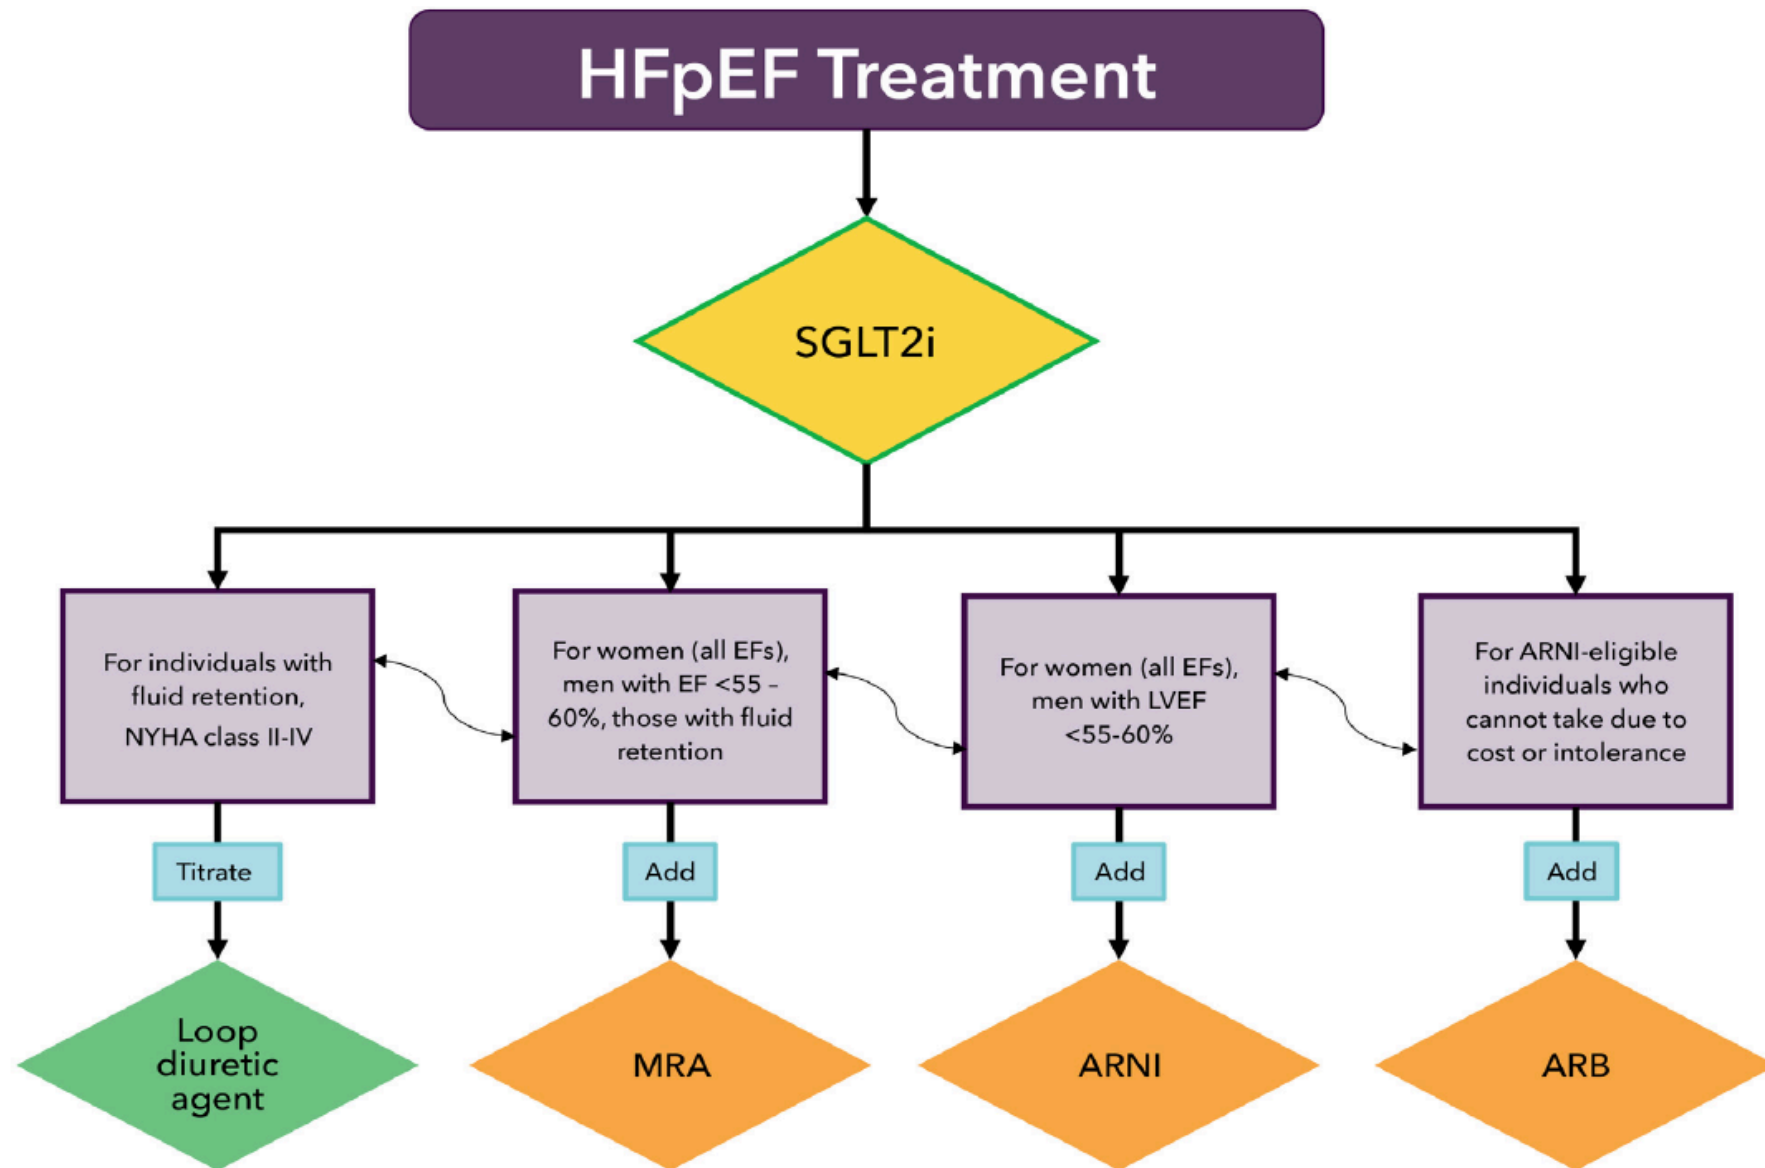 HFpEF Treatment
SGLT2i
For individuals with
fluid retention,
NYHA class II-IV
For women (all EFs),
men with EF <55 –
60%, those with fluid
retention
For women (all EFs),
men with LVEF
<55-60%
For ARNI-eligible
individuals who
cannot take due to
cost or intolerance
Titrate
Add
Add
Add
Loop
diuretic
agent
MRA
ARNI
ARB